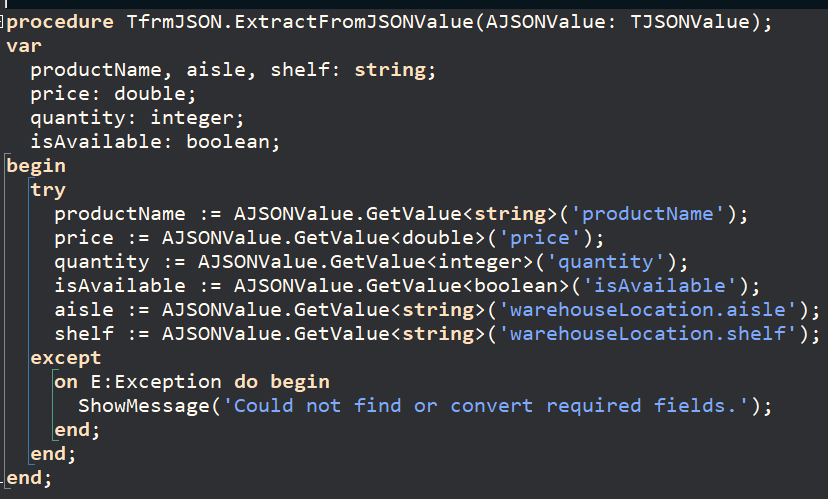 procedure TfrmJSON.ExtractFromJSONValue(AJSONValue: TJSONValue);
var
  productName, aisle, shelf: string;
  price: double;
  quantity: integer;
  isAvailable: boolean;
begin
  try
    productName := AJSONValue.GetValue<string>('productName');
    price := AJSONValue.GetValue<double>('price');
    quantity := AJSONValue.GetValue<integer>('quantity');
    isAvailable := AJSONValue.GetValue<boolean>('isAvailable');
    aisle := AJSONValue.GetValue<string>('warehouseLocation.aisle');
    shelf := AJSONValue.GetValue<string>('warehouseLocation.shelf');
  except
    on E:Exception do begin
      ShowMessage('Could not find or convert required fields.');
    end;
  end;
end;